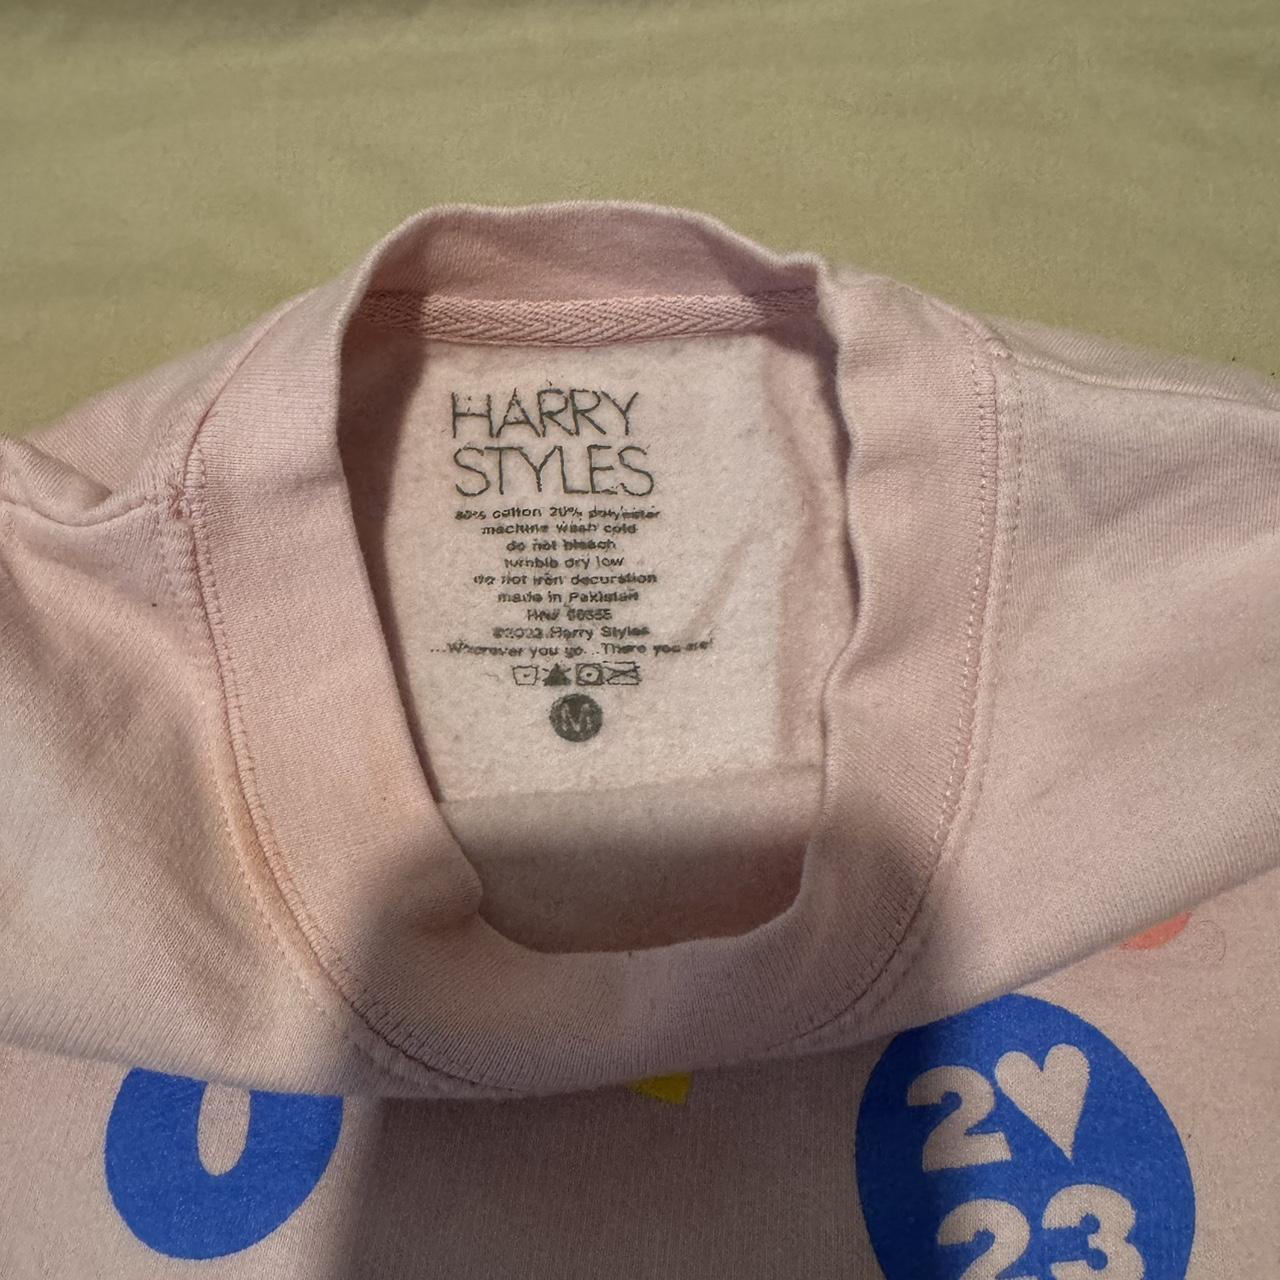 HARRY
STYLES
80% cotton 20% polyester
machine wash cold
do not bleach
tumble dry low
do not iron decoration
made in Pakistan
©2023 Harry Styles
...Wherever you go...There you are!
M
2♥
23